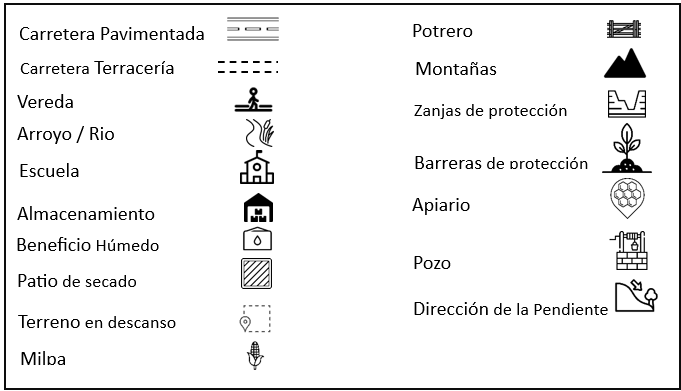 Carretera Pavimentada
Carretera Terracería
Vereda
Arroyo / Rio
Escuela
Almacenamiento
Beneficio Húmedo
Patio de secado
Terreno en descanso
Milpa
Potrero
Montañas
Zanjas de protección
Barreras de protección
Apiario
Pozo
Dirección de la Pendiente